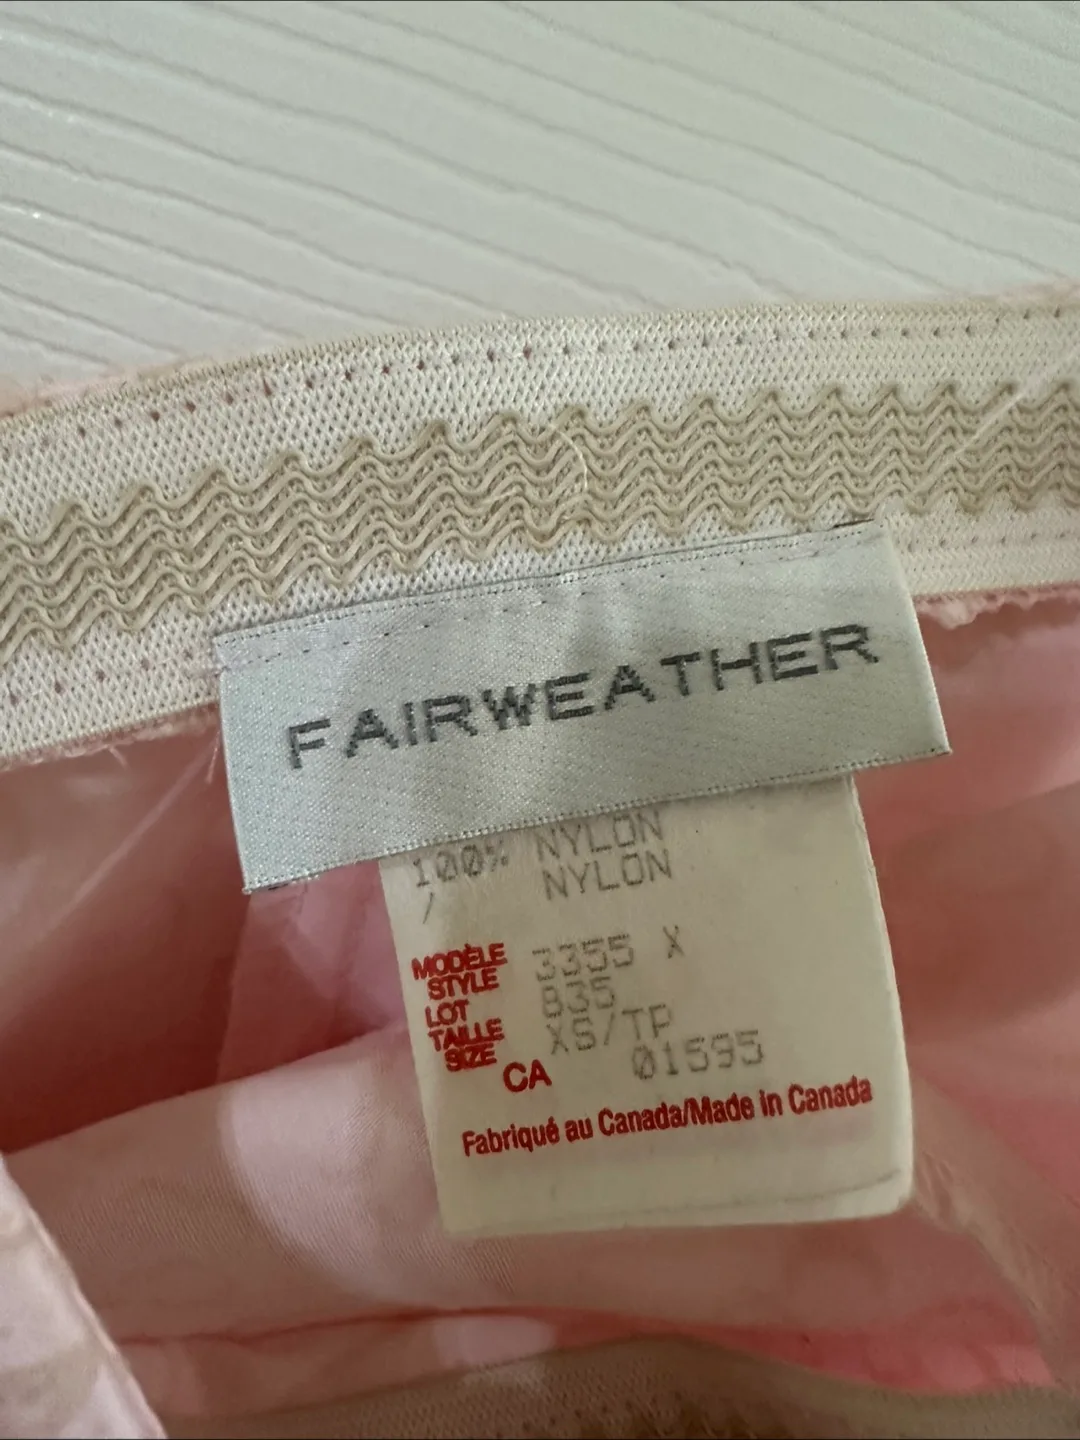 FAIRWEATHER
100% NYLON
/ NYLON
MODÈLE
STYLE 3355 X
LOT 835
TAILLE
SIZE XS/TP
CA 01595
Fabriqué au Canada/Made in Canada